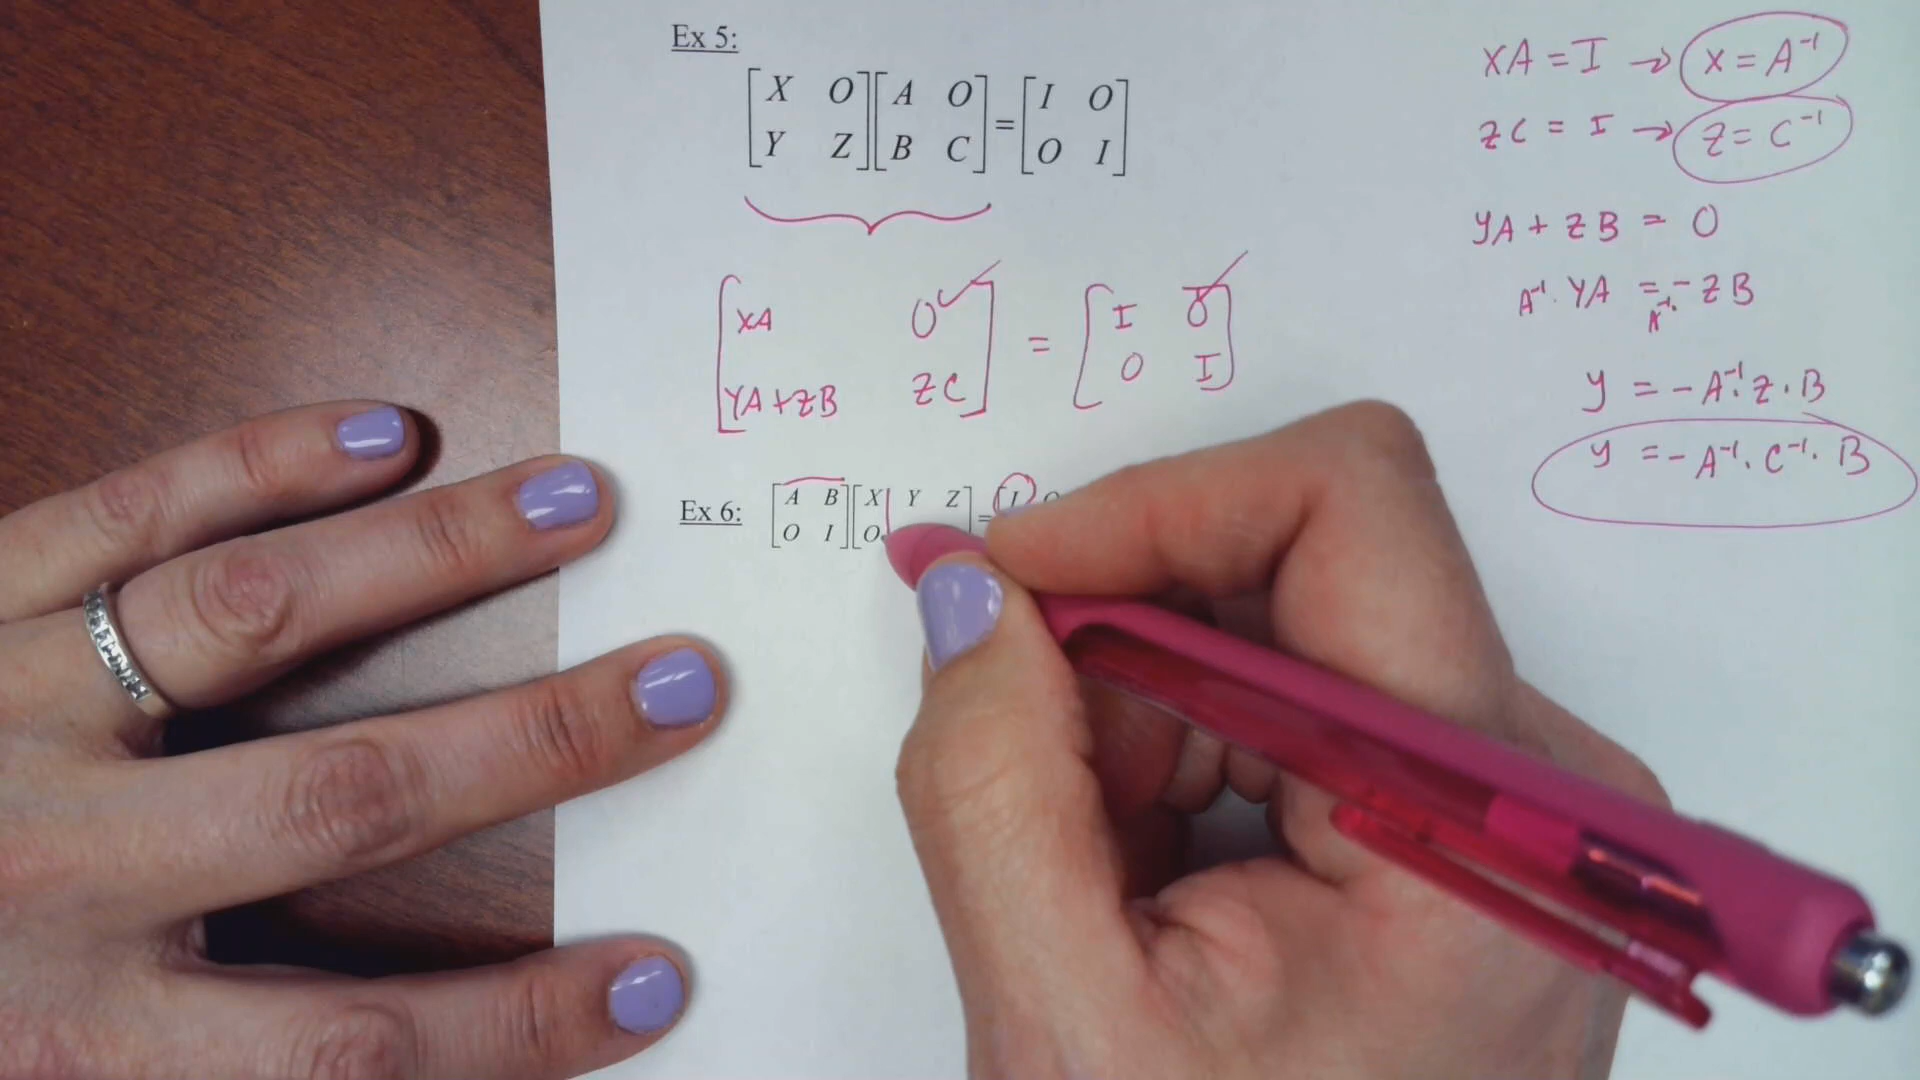 Ex 5:
[X O] [A O] = [I O]
[Y Z] [B C] = [O I]
[XA O] = [I O]
[YA+ZB ZC] = [O I]
Ex 6: [A B] [X Y Z] = [I O
[O I] [O
XA = I → X = A⁻¹
ZC = I → Z = C⁻¹
YA + ZB = O
A⁻¹· YA = A⁻¹· - ZB
Y = - A⁻¹· Z · B
Y = - A⁻¹· C⁻¹· B